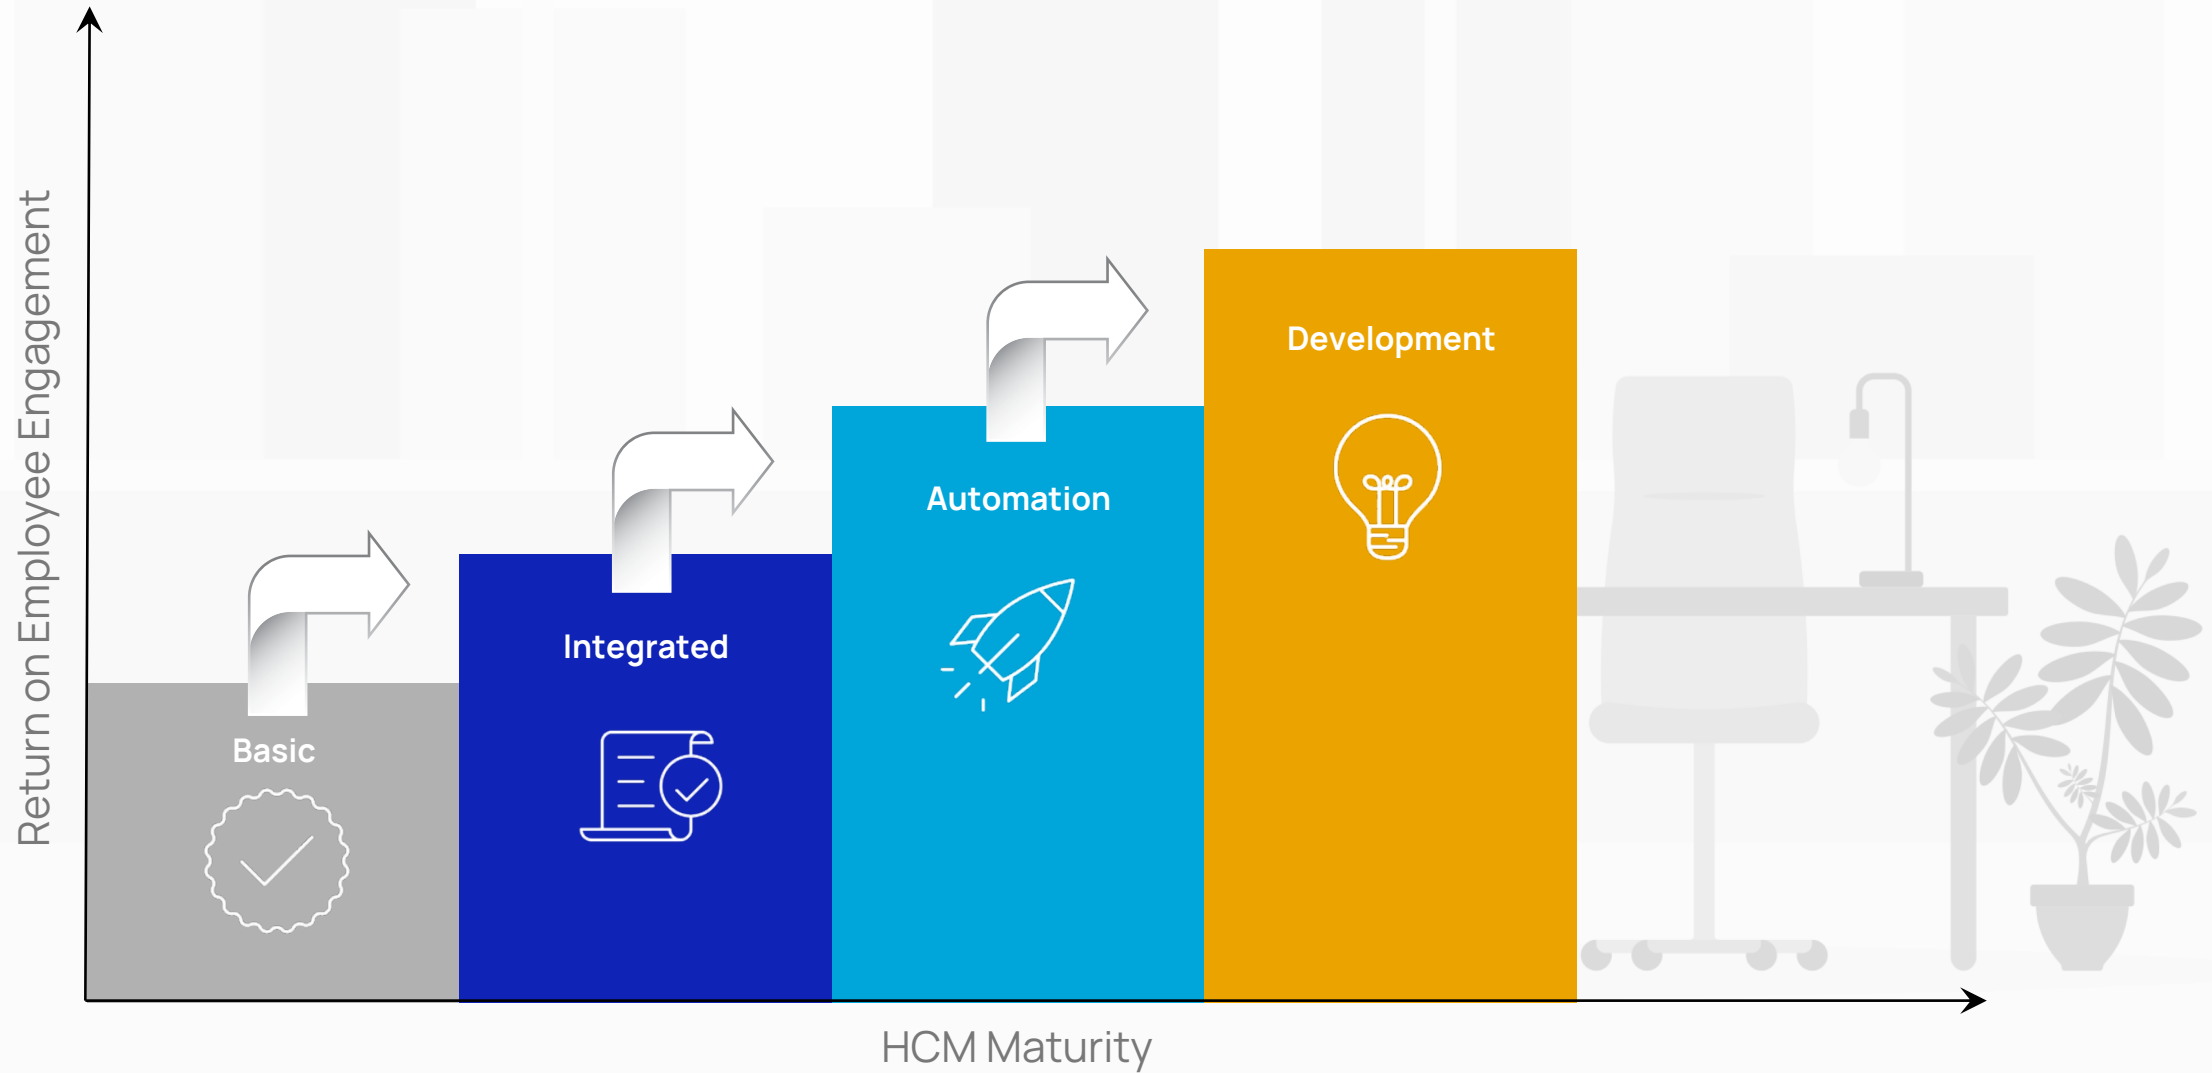 Return on Employee Engagement
Development
Automation
Integrated
Basic
HCM Maturity